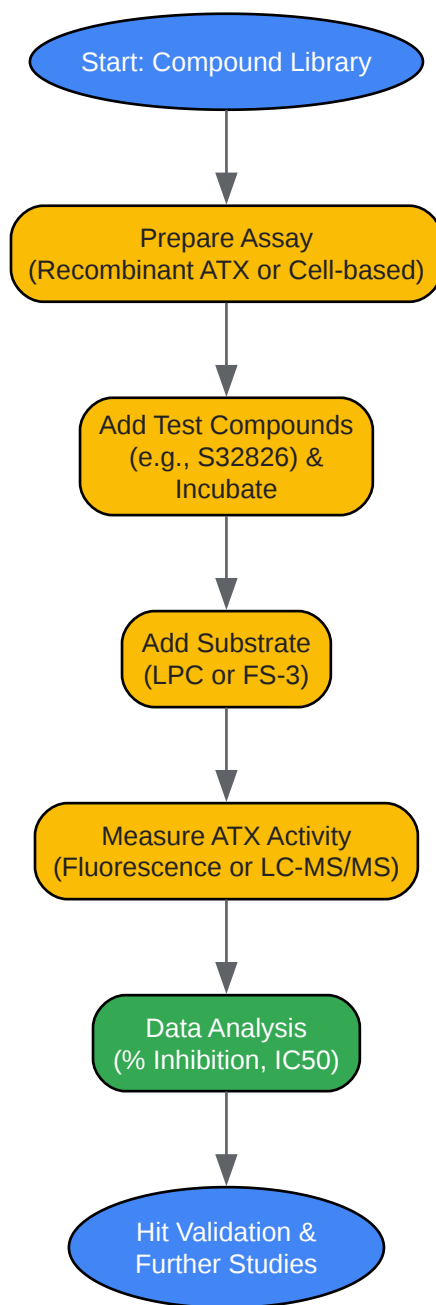 Start: Compound Library
Prepare Assay
(Recombinant ATX or Cell-based)
Add Test Compounds
(e.g., S32826) &
Incubate
Add Substrate
(LPC or FS-3)
Measure ATX Activity
(Fluorescence or LC-MS/MS)
Data Analysis
(% Inhibition, IC50)
Hit Validation &
Further Studies